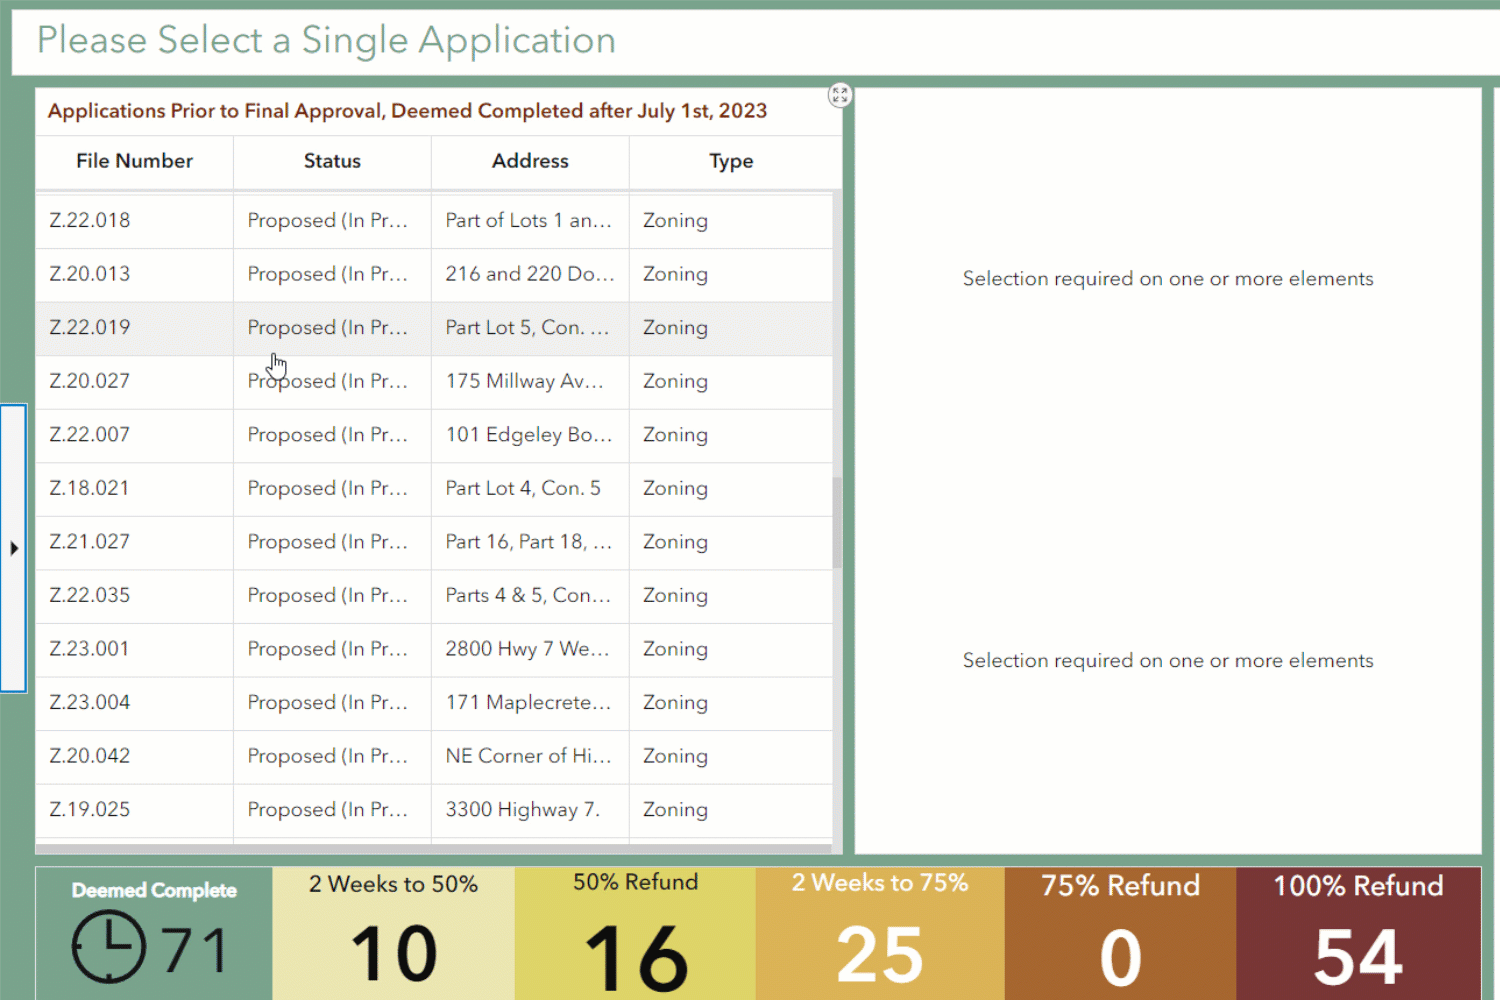 Please Select a Single Application
Applications Prior to Final Approval, Deemed Completed after July 1st, 2023
File Number Status Address Type
Z.22.018 Proposed (In Pr... Part of Lots 1 an... Zoning
Z.20.013 Proposed (In Pr... 216 and 220 Do... Zoning
Z.22.019 Proposed (In Pr... Part Lot 5, Con. ... Zoning
Z.20.027 Proposed (In Pr... 175 Millway Av... Zoning
Z.22.007 Proposed (In Pr... 101 Edgeley Bo... Zoning
Z.18.021 Proposed (In Pr... Part Lot 4, Con. 5 Zoning
Z.21.027 Proposed (In Pr... Part 16, Part 18, ... Zoning
Z.22.035 Proposed (In Pr... Parts 4 & 5, Con... Zoning
Z.23.001 Proposed (In Pr... 2800 Hwy 7 We... Zoning
Z.23.004 Proposed (In Pr... 171 Maplecrete... Zoning
Z.20.042 Proposed (In Pr... NE Corner of Hi... Zoning
Z.19.025 Proposed (In Pr... 3300 Highway 7. Zoning
Selection required on one or more elements
Selection required on one or more elements
Deemed Complete
71
2 Weeks to 50%
10
50% Refund
16
2 Weeks to 75%
25
75% Refund
0
100% Refund
54